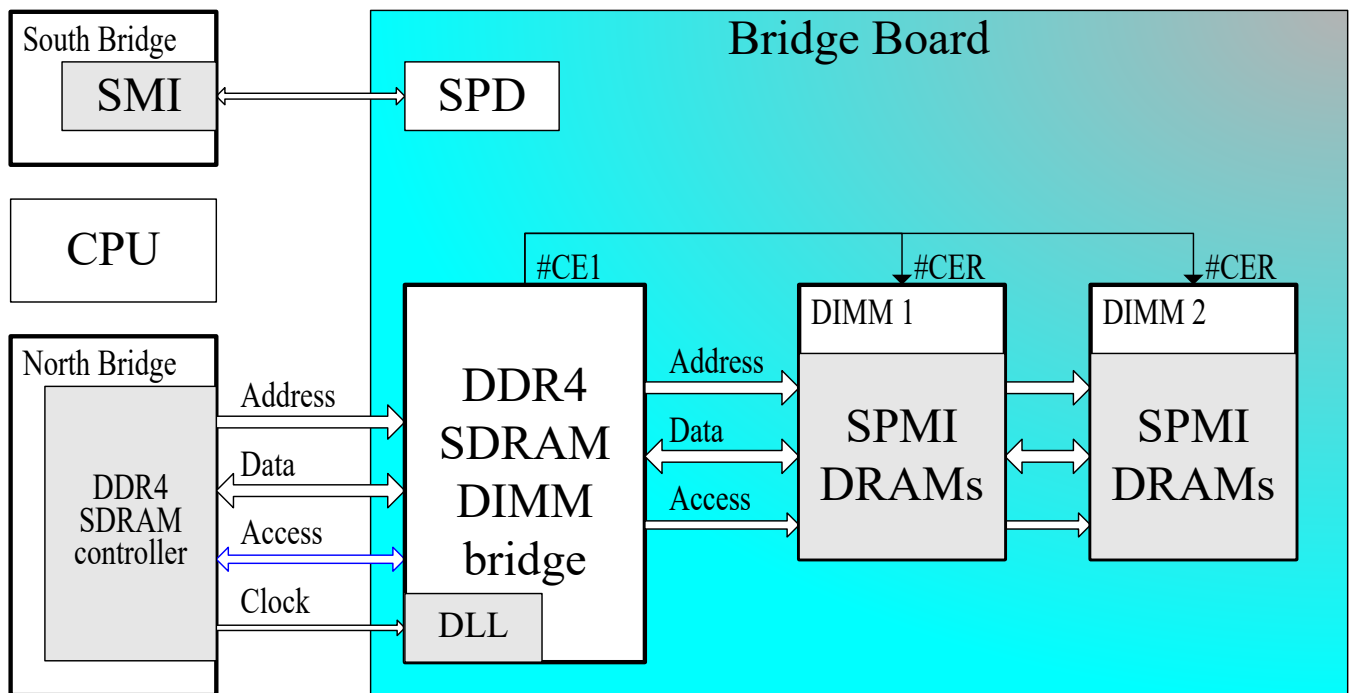 South Bridge
SMI
SPD
Bridge Board
CPU
#CE1
#CER
#CER
North Bridge
DDR4
SDRAM
controller
Address
Data
Access
Clock
DDR4
SDRAM
DIMM
bridge
DLL
Address
Data
Access
DIMM 1
SPMI
DRAMs
DIMM 2
SPMI
DRAMs